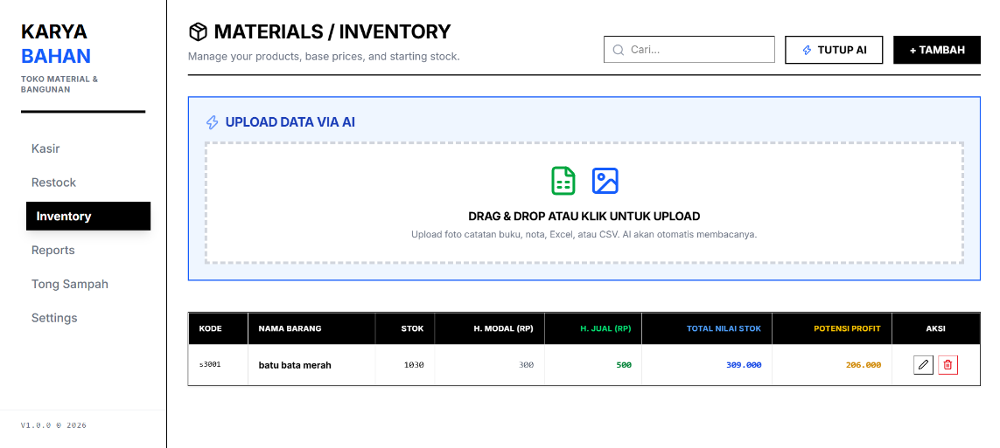 KARYA
BAHAN
TOKO MATERIAL &
BANGUNAN
Kasir
Restock
Inventory
Reports
Tong Sampah
Settings
V1.0.0 © 2026
MATERIALS / INVENTORY
Manage your products, base prices, and starting stock.
Cari...
TUTUP AI
+ TAMBAH
UPLOAD DATA VIA AI
DRAG & DROP ATAU KLIK UNTUK UPLOAD
Upload foto catatan buku, nota, Excel, atau CSV. AI akan otomatis membacanya.
KODE NAMA BARANG STOK H. MODAL (RP) H. JUAL (RP) TOTAL NILAI STOK POTENSI PROFIT AKSI
s3001 batu bata merah 1030 300 500 309.000 206.000